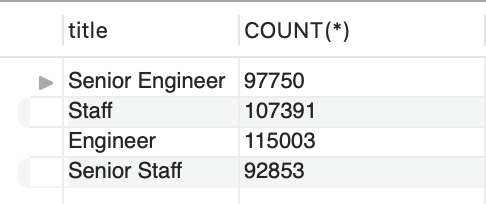 title COUNT(*)
Senior Engineer 97750
Staff 107391
Engineer 115003
Senior Staff 92853